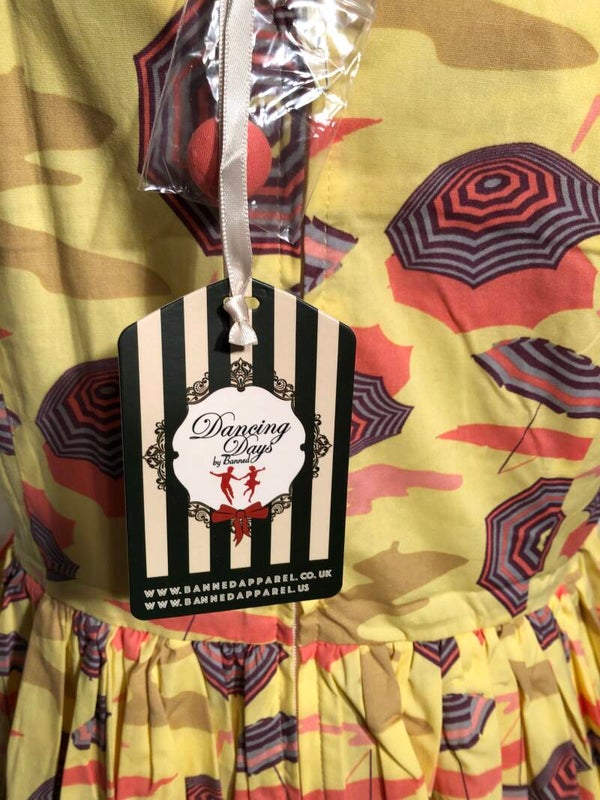 Dancing
Days
by Banned
WWW.BANNEDAPPAREL.CO.UK
WWW.BANNEDAPPAREL.US